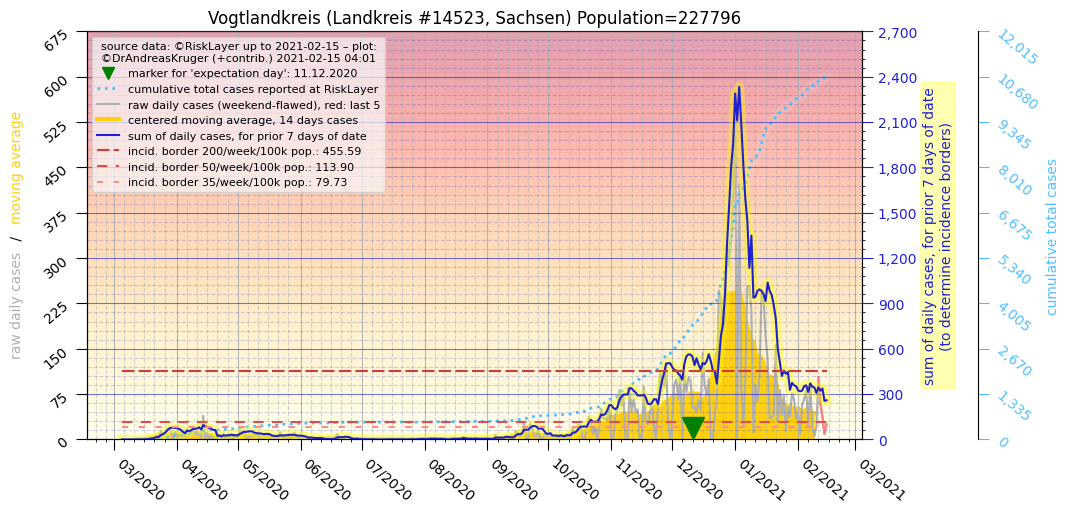 Vogtlandkreis (Landkreis #14523, Sachsen) Population=227796
source data: ©RiskLayer up to 2021-02-15 – plot:
©DrAndreasKruger (+contrib.) 2021-02-15 04:01
marker for 'expectation day': 11.12.2020
cumulative total cases reported at RiskLayer
raw daily cases (weekend-flawed), red: last 5
centered moving average, 14 days cases
sum of daily cases, for prior 7 days of date
incid. border 200/week/100k pop.: 455.59
incid. border 50/week/100k pop.: 113.90
incid. border 35/week/100k pop.: 79.73
raw daily cases / moving average
675
600
525
450
375
300
225
150
75
0
2,700
2,400
2,100
1,800
1,500
1,200
900
600
300
0
sum of daily cases, for prior 7 days of date
(to determine incidence borders)
12,015
10,680
9,345
8,010
6,675
5,340
4,005
2,670
1,335
0
cumulative total cases
03/2020
04/2020
05/2020
06/2020
07/2020
08/2020
09/2020
10/2020
11/2020
12/2020
01/2021
02/2021
03/2021